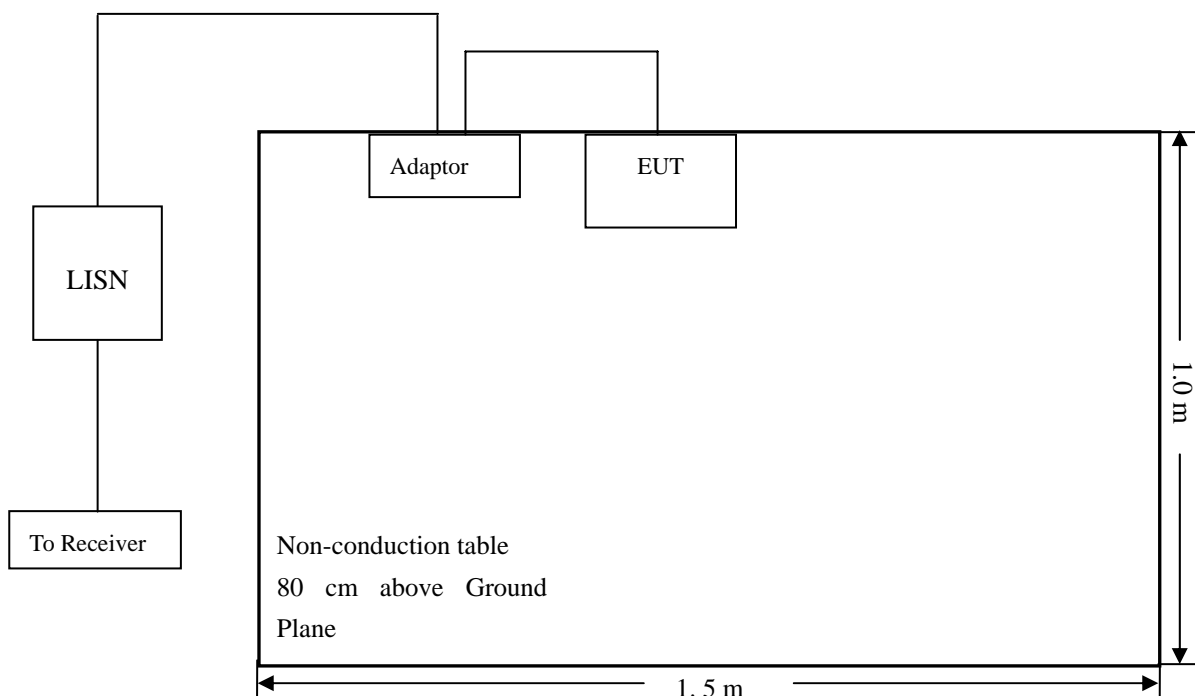 Adaptor
EUT
LISN
1.0 m
To Receiver
Non-conduction table
80 cm above Ground
Plane
1. 5 m